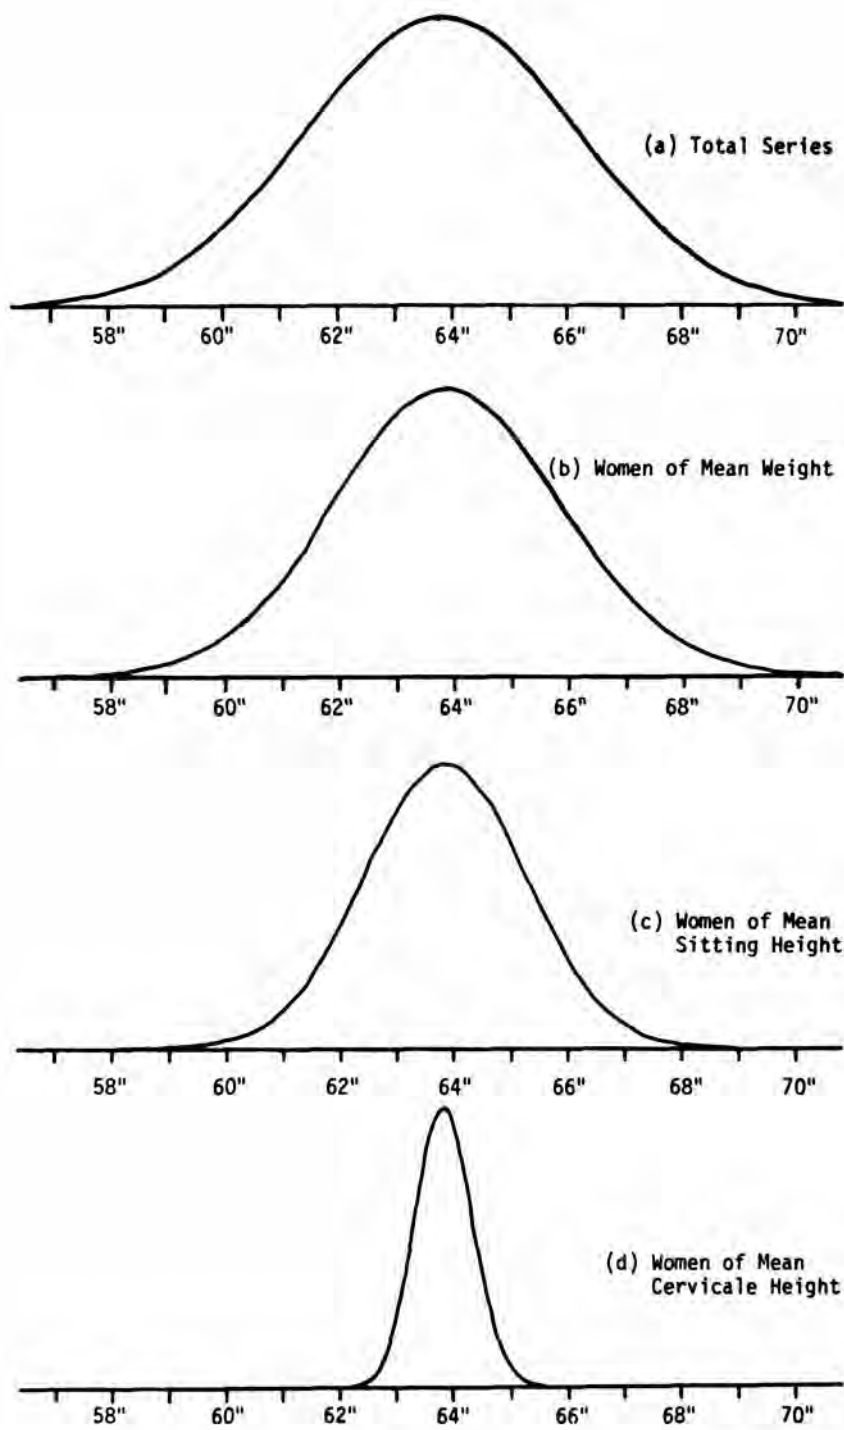 (a) Total Series
58" 60" 62" 64" 66" 68" 70"
(b) Women of Mean Weight
58" 60" 62" 64" 66" 68" 70"
(c) Women of Mean
Sitting Height
58" 60" 62" 64" 66" 68" 70"
(d) Women of Mean
Cervicale Height
58" 60" 62" 64" 66" 68" 70"